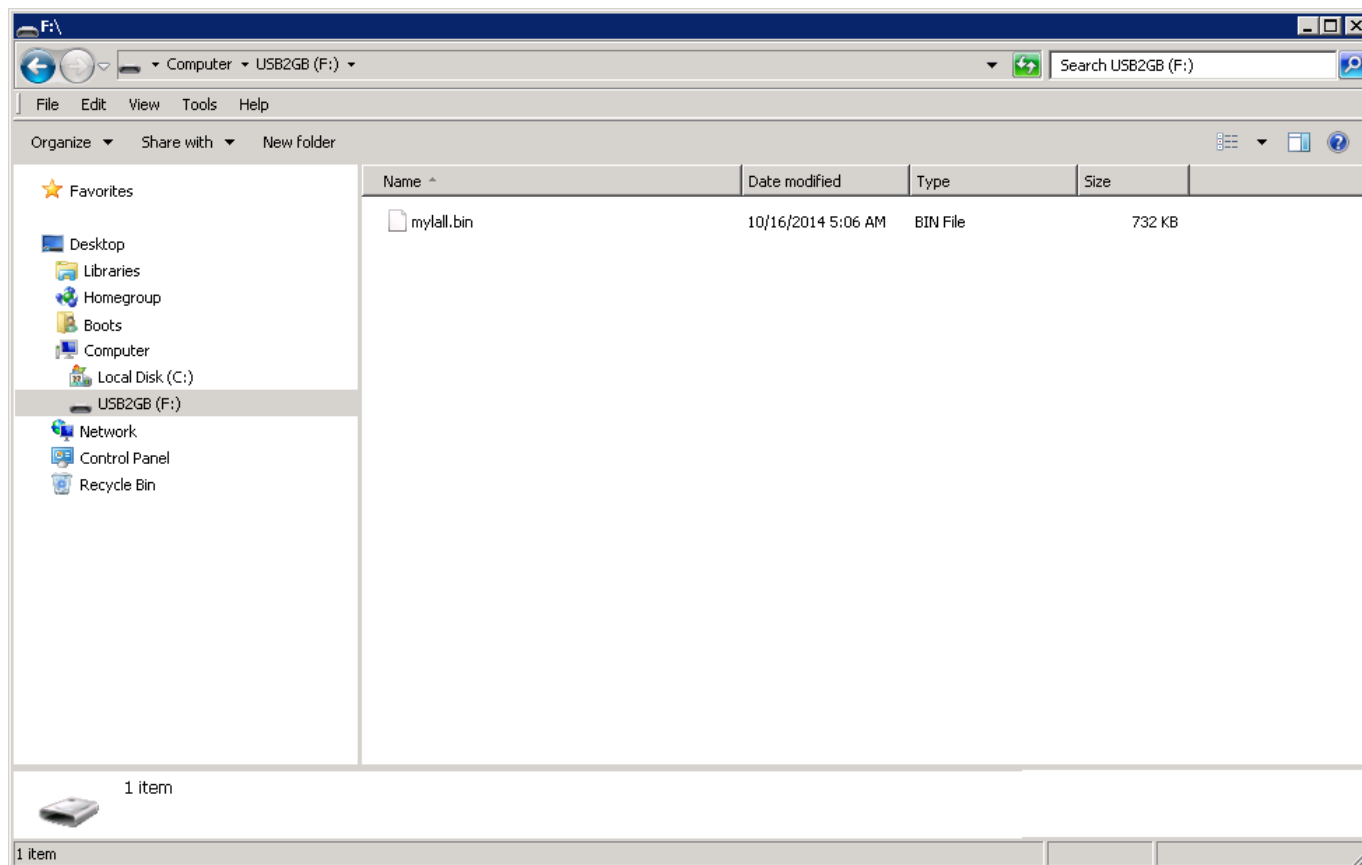 F:\
Computer USB2GB (F:) Search USB2GB (F:)
File Edit View Tools Help
Organize Share with New folder
Favorites
Desktop
Libraries
Homegroup
Boots
Computer
Local Disk (C:)
USB2GB (F:)
Network
Control Panel
Recycle Bin
Name Date modified Type Size
mylall.bin 10/16/2014 5:06 AM BIN File 732 KB
1 item
1 item